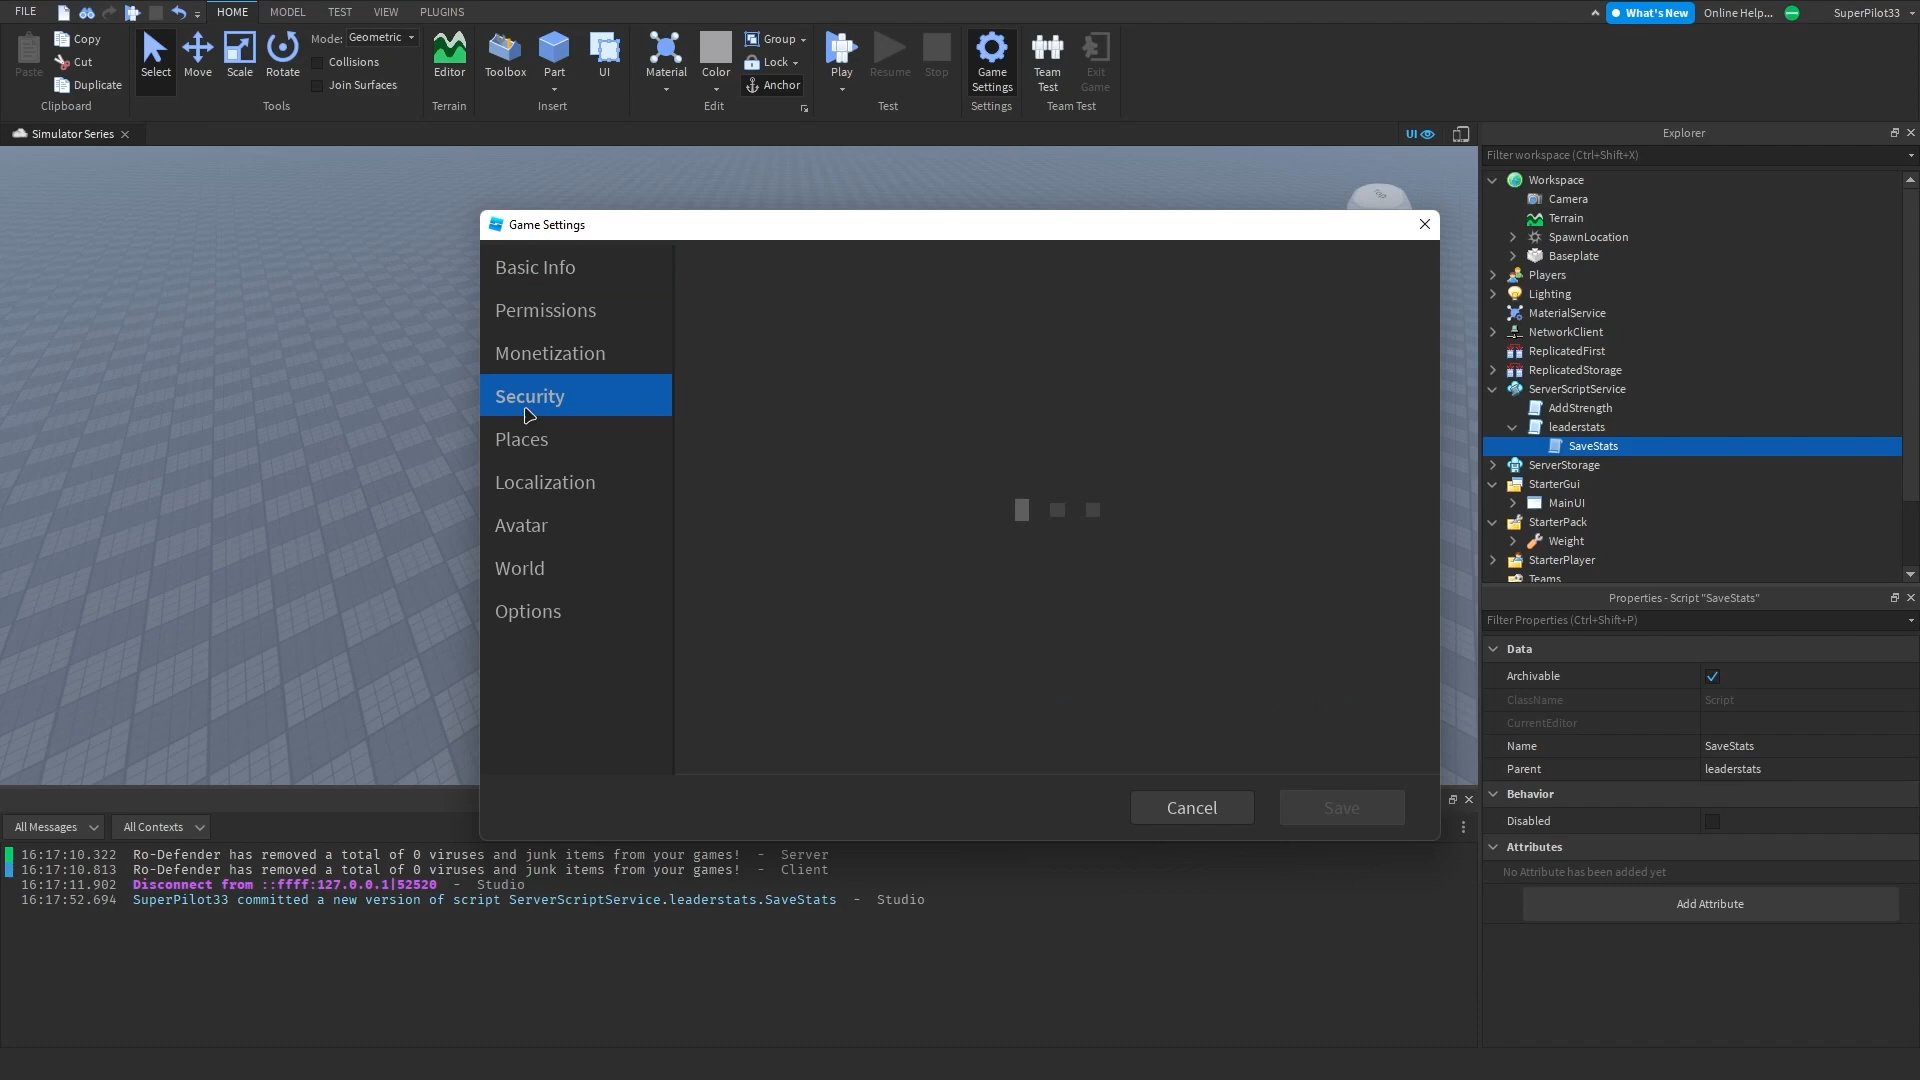 FILE
HOME
MODEL
TEST
VIEW
PLUGINS
What's New
Online Help...
SuperPilot33
Paste
Copy
Cut
Duplicate
Clipboard
Select
Move
Scale
Rotate
Mode: Geometric
Collisions
Join Surfaces
Tools
Editor
Terrain
Toolbox
Part
UI
Insert
Material
Color
Group
Lock
Anchor
Edit
Play
Resume
Stop
Test
Game
Settings
Settings
Team
Test
Exit
Game
Team Test
Simulator Series
UI
Explorer
Filter workspace (Ctrl+Shift+X)
Workspace
Camera
Terrain
SpawnLocation
Baseplate
Players
Lighting
MaterialService
NetworkClient
ReplicatedFirst
ReplicatedStorage
ServerScriptService
AddStrength
leaderstats
SaveStats
ServerStorage
StarterGui
MainUI
StarterPack
Weight
StarterPlayer
Teams
Game Settings
Basic Info
Permissions
Monetization
Security
Places
Localization
Avatar
World
Options
Cancel
Save
Properties - Script "SaveStats"
Filter Properties (Ctrl+Shift+P)
Data
Archivable
ClassName Script
CurrentEditor
Name SaveStats
Parent leaderstats
Behavior
Disabled
Attributes
No Attribute has been added yet
Add Attribute
All Messages
All Contexts
16:17:10.322 Ro-Defender has removed a total of 0 viruses and junk items from your games! - Server
16:17:10.813 Ro-Defender has removed a total of 0 viruses and junk items from your games! - Client
16:17:11.902 Disconnect from ::ffff:127.0.0.1|52520 - Studio
16:17:52.694 SuperPilot33 committed a new version of script ServerScriptService.leaderstats.SaveStats - Studio